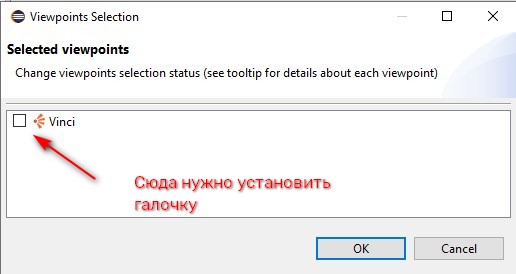 Viewpoints Selection
Selected viewpoints
Change viewpoints selection status (see tooltip for details about each viewpoint)
Vinci
Сюда нужно установить
галочку
OK
Cancel